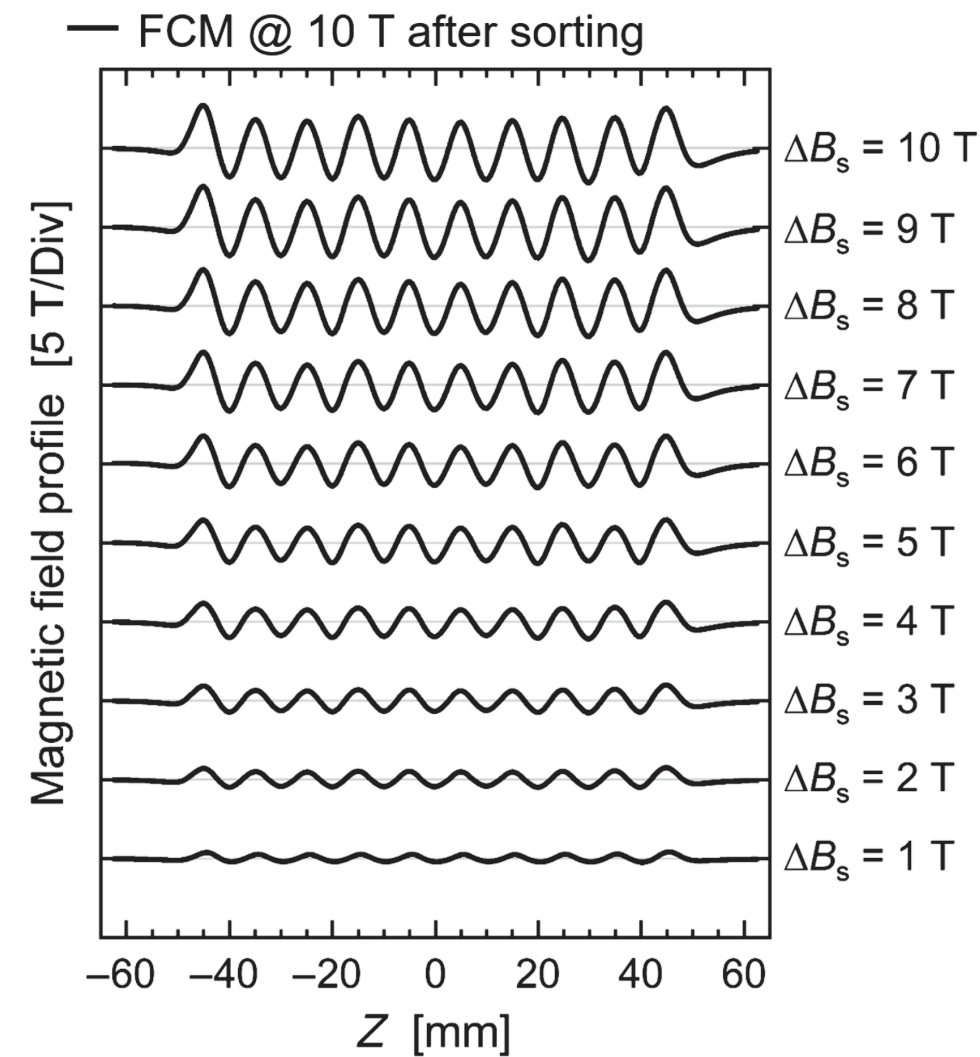 FCM @ 10 T after sorting
Magnetic field profile [5 T/Div]
ΔBs = 10 T
ΔBs = 9 T
ΔBs = 8 T
ΔBs = 7 T
ΔBs = 6 T
ΔBs = 5 T
ΔBs = 4 T
ΔBs = 3 T
ΔBs = 2 T
ΔBs = 1 T
–60 –40 –20 0 20 40 60
Z [mm]